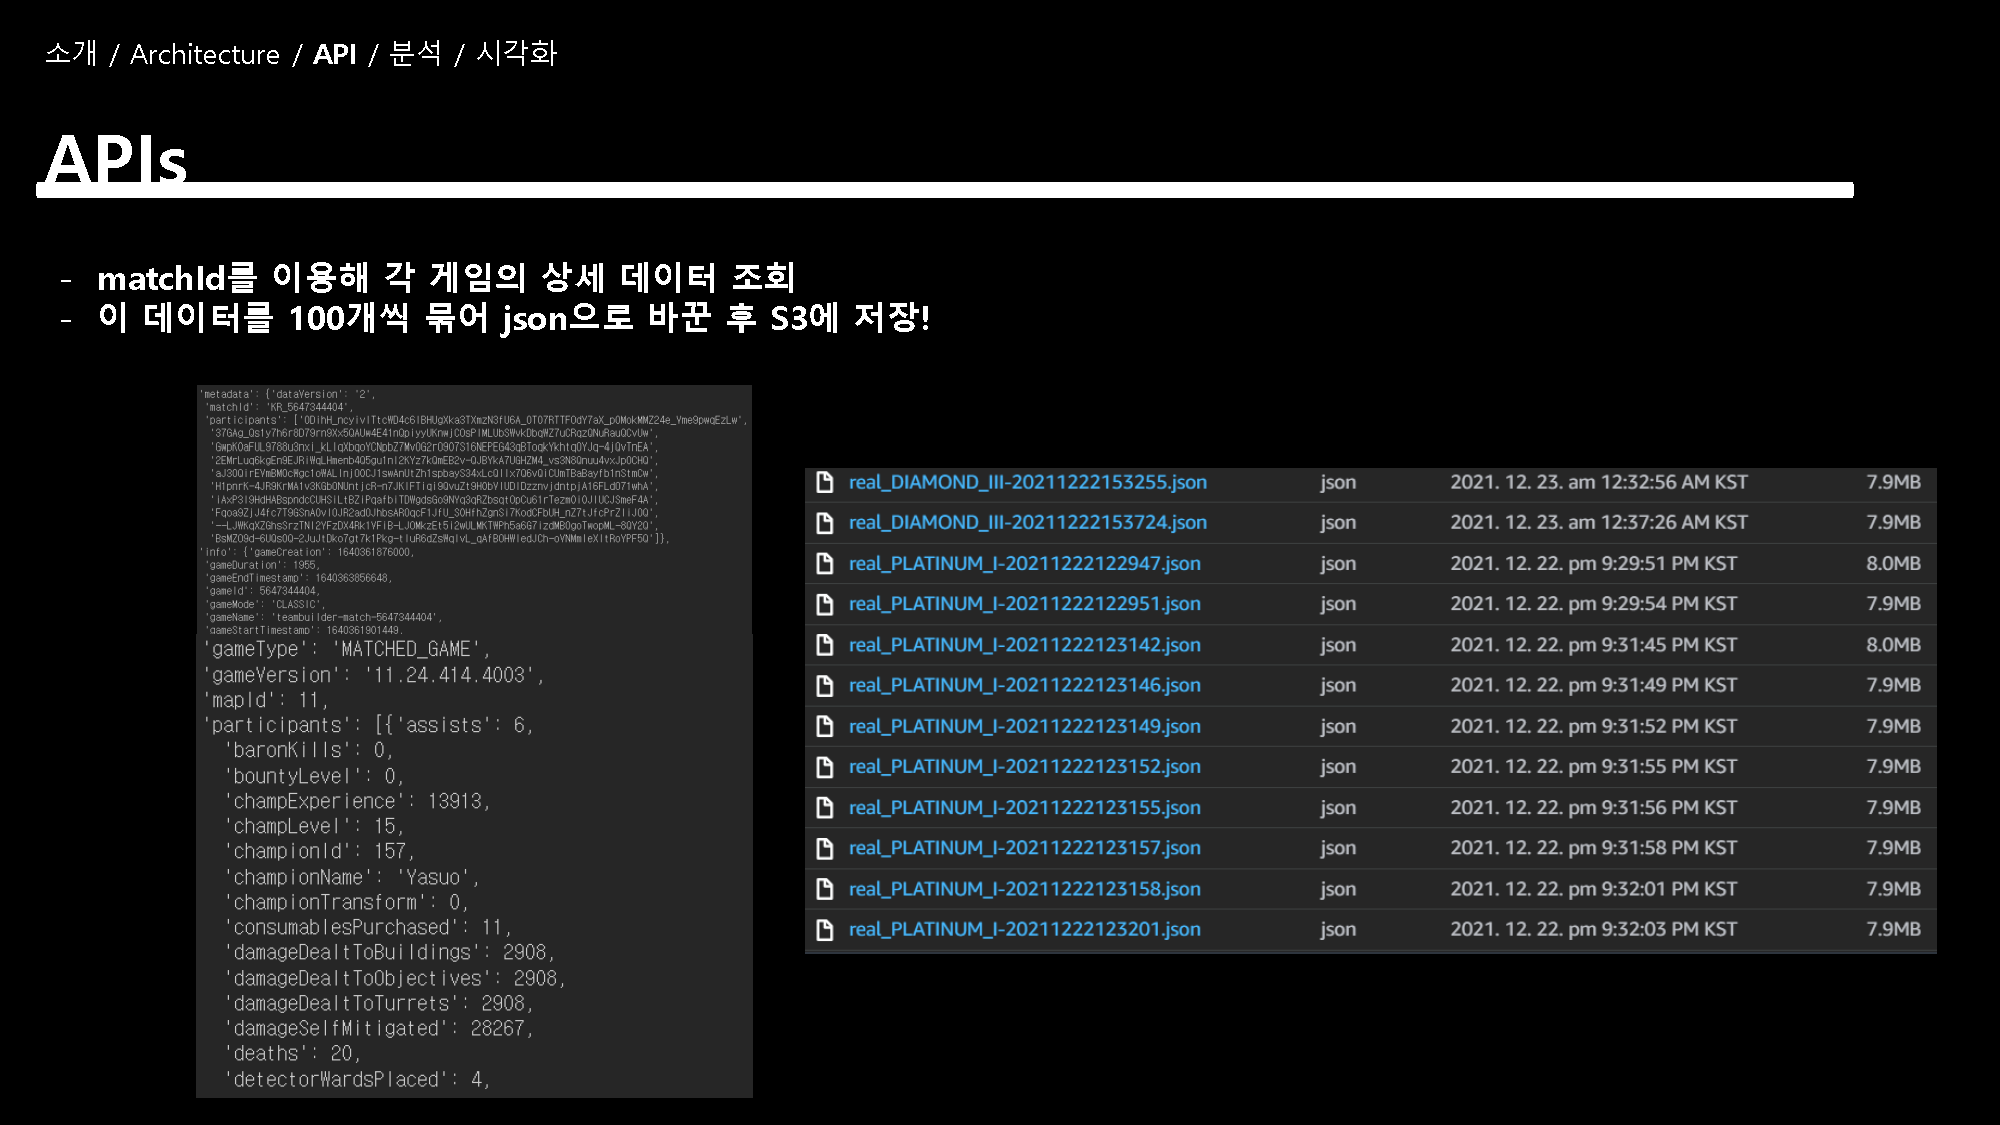 소개 / Architecture / API / 분석 / 시각화
APIs
- matchId를 이용해 각 게임의 상세 데이터 조회
- 이 데이터를 100개씩 묶어 json으로 바꾼 후 S3에 저장!
'metadata': {'dataVersion': '2',
'matchId': 'KR_5647344404',
'participants': [
'info': {'gameCreation': 1640361876000,
'gameDuration': 1955,
'gameEndTimestamp': 1640363856648,
'gameId': 5647344404,
'gameMode': 'CLASSIC',
'gameName': 'teambuilder-match-5647344404',
'gameStartTimestamp': 1640361901449,
'gameType': 'MATCHED_GAME',
'gameVersion': '11.24.414.4003',
'mapId': 11,
'participants': [{'assists': 6,
'baronKills': 0,
'bountyLevel': 0,
'champExperience': 13913,
'champLevel': 15,
'championId': 157,
'championName': 'Yasuo',
'championTransform': 0,
'consumablesPurchased': 11,
'damageDealtToBuildings': 2908,
'damageDealtToObjectives': 2908,
'damageDealtToTurrets': 2908,
'damageSelfMitigated': 28267,
'deaths': 20,
'detectorWardsPlaced': 4,
real_DIAMOND_III-20211222153255.json json 2021. 12. 23. am 12:32:56 AM KST 7.9MB
real_DIAMOND_III-20211222153724.json json 2021. 12. 23. am 12:37:26 AM KST 7.9MB
real_PLATINUM_I-20211222122947.json json 2021. 12. 22. pm 9:29:51 PM KST 8.0MB
real_PLATINUM_I-20211222122951.json json 2021. 12. 22. pm 9:29:54 PM KST 7.9MB
real_PLATINUM_I-20211222123142.json json 2021. 12. 22. pm 9:31:45 PM KST 8.0MB
real_PLATINUM_I-20211222123146.json json 2021. 12. 22. pm 9:31:49 PM KST 7.9MB
real_PLATINUM_I-20211222123149.json json 2021. 12. 22. pm 9:31:52 PM KST 7.9MB
real_PLATINUM_I-20211222123152.json json 2021. 12. 22. pm 9:31:55 PM KST 7.9MB
real_PLATINUM_I-20211222123155.json json 2021. 12. 22. pm 9:31:56 PM KST 7.9MB
real_PLATINUM_I-20211222123157.json json 2021. 12. 22. pm 9:31:58 PM KST 7.9MB
real_PLATINUM_I-20211222123158.json json 2021. 12. 22. pm 9:32:01 PM KST 7.9MB
real_PLATINUM_I-20211222123201.json json 2021. 12. 22. pm 9:32:03 PM KST 7.9MB